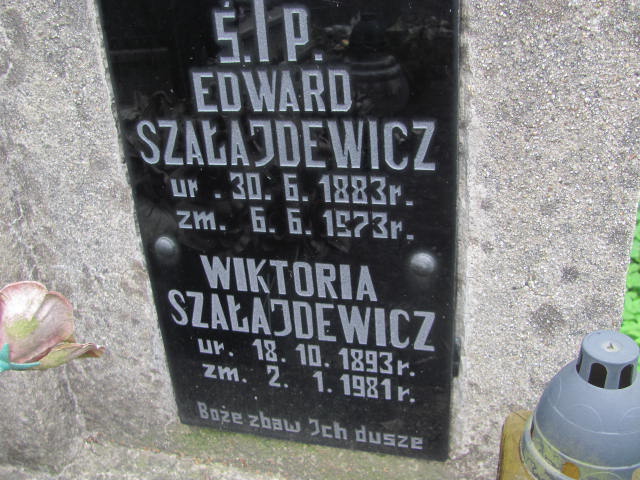 Ś.†P.
EDWARD
SZAŁAJDEWICZ
ur. 30. 6. 1883r.
zm. 6. 6. 1973r.
WIKTORIA
SZAŁAJDEWICZ
ur. 18. 10. 1893r.
zm. 2. 1. 1981r.
Boże zbaw Ich dusze